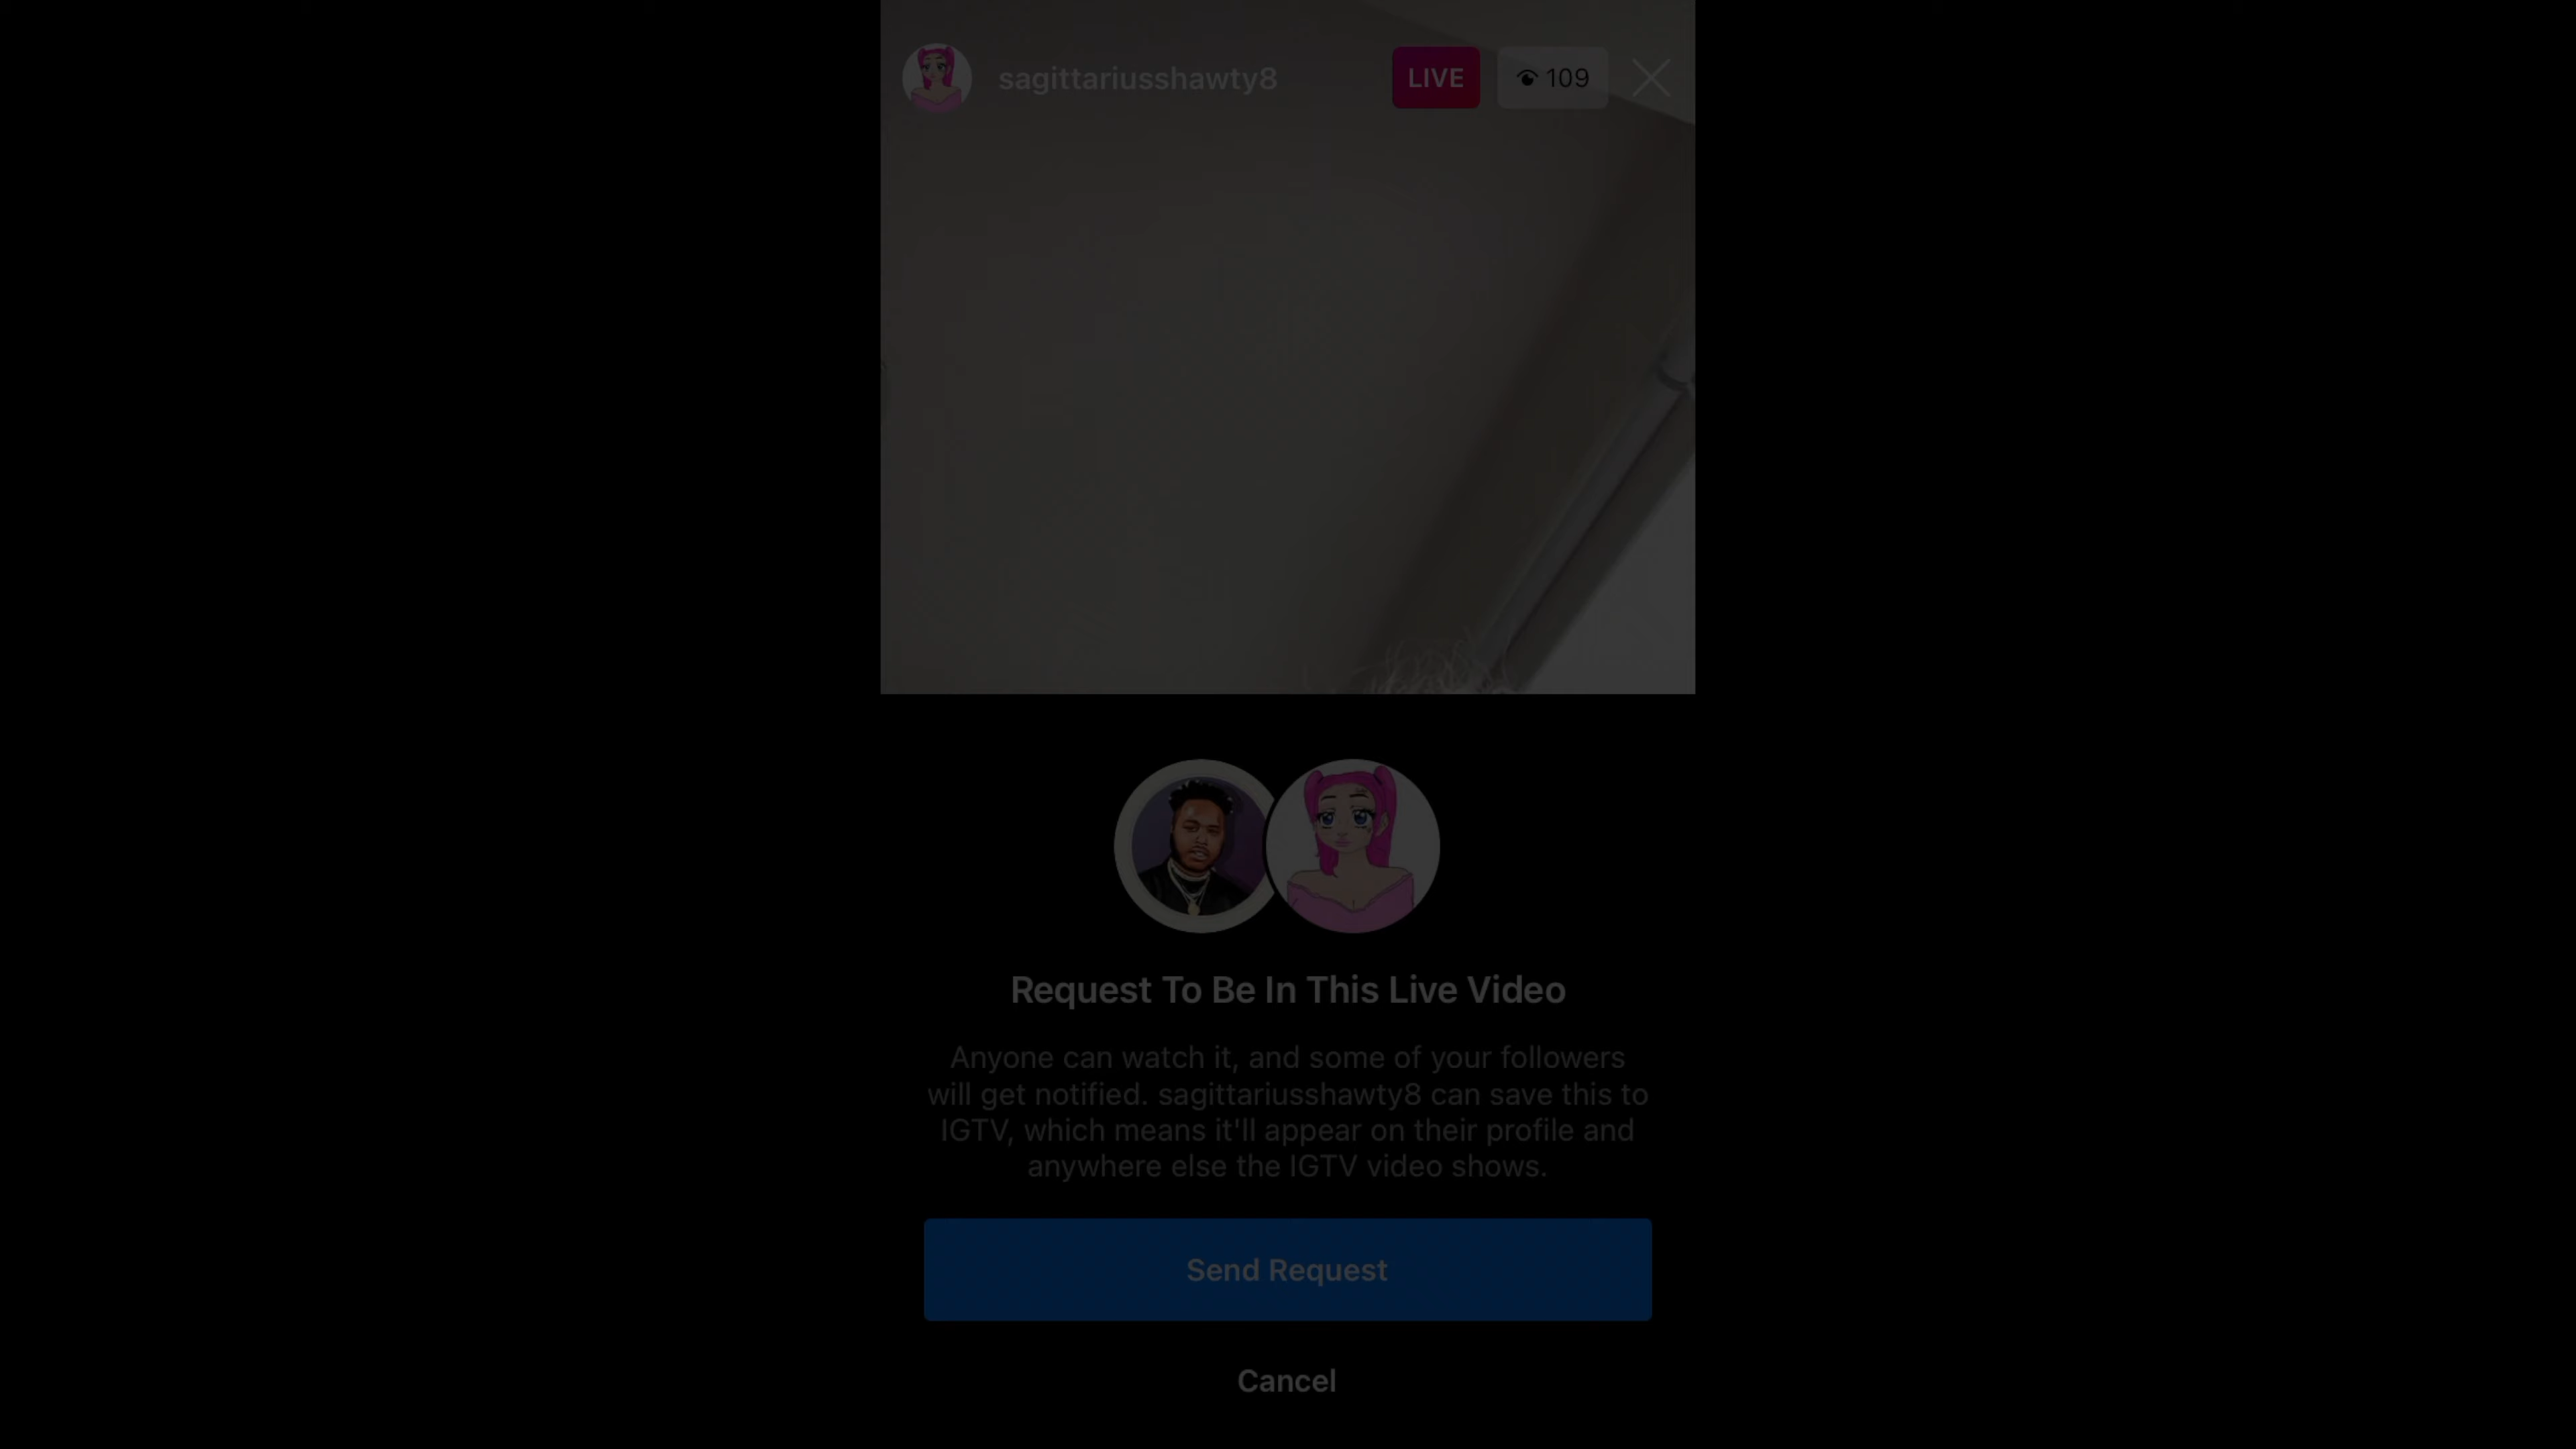 sagittariusshawty8
LIVE
109
Request To Be In This Live Video
Anyone can watch it, and some of your followers
will get notified. sagittariusshawty8 can save this to
IGTV, which means it'll appear on their profile and
anywhere else the IGTV video shows.
Send Request
Cancel